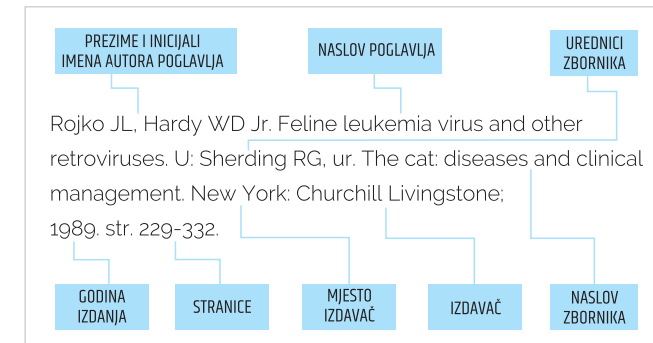 PREZIME I INICIJALI
IMENA AUTORA POGLAVLJA
NASLOV POGLAVLJA
UREDNICI
ZBORNIKA
Rojko JL, Hardy WD Jr. Feline leukemia virus and other
retroviruses. U: Sherding RG, ur. The cat: diseases and clinical
management. New York: Churchill Livingstone;
1989. str. 229-332.
GODINA
IZDANJA
STRANICE
MJESTO
IZDAVAČ
IZDAVAČ
NASLOV
ZBORNIKA